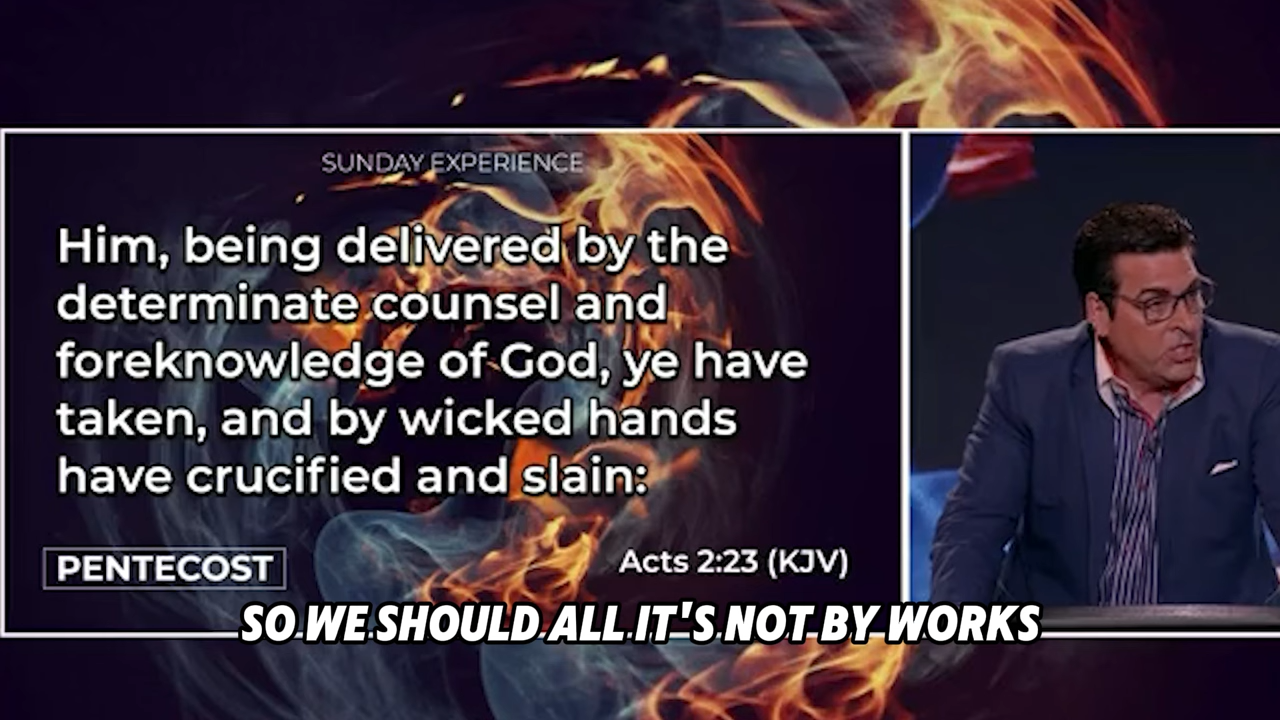 SUNDAY EXPERIENCE
Him, being delivered by the
determinate counsel and
foreknowledge of God, ye have
taken, and by wicked hands
have crucified and slain:
PENTECOST
Acts 2:23 (KJV)
SO WE SHOULD ALL IT'S NOT BY WORKS